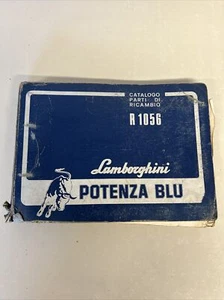 CATALOGO
PARTI DI
RICAMBIO
R 1056
Lamborghini
POTENZA BLU